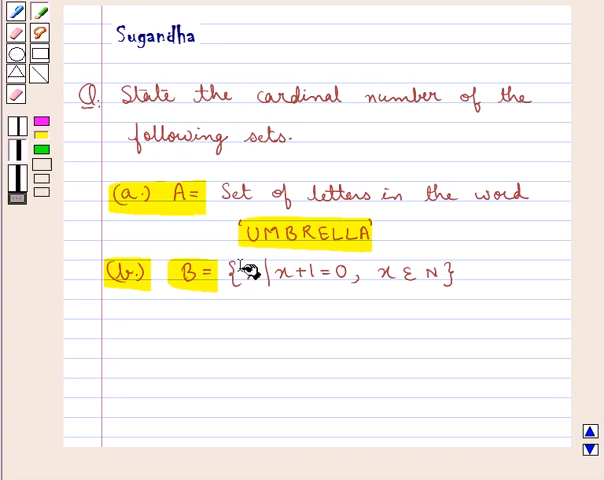 Sugandha
Q. State the cardinal number of the
following sets.
(a.) A = Set of letters in the word
'UMBRELLA'
(b.) B = {x | x+1=0, x ε N}